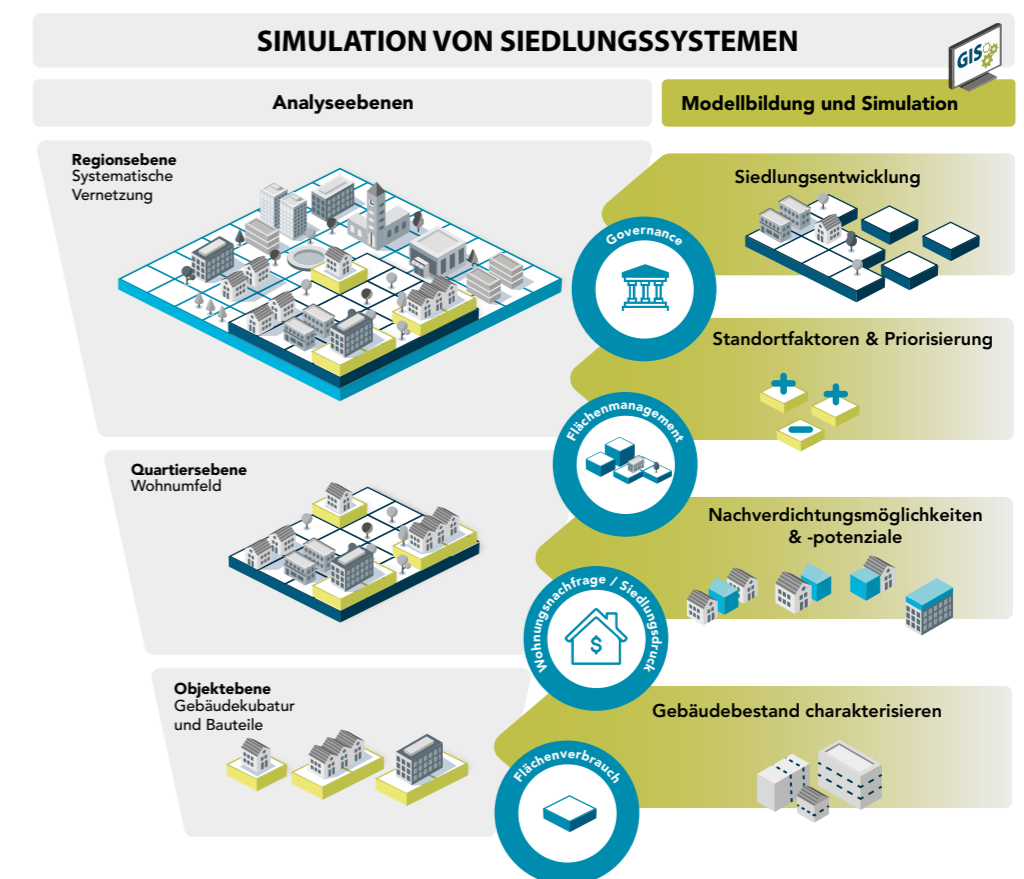 SIMULATION VON SIEDLUNGSSYSTEMEN
GIS
Analyseebenen
Modellbildung und Simulation
Regionsebene
Systematische
Vernetzung
Siedlungsentwicklung
Governance
Standortfaktoren & Priorisierung
Flächenmanagement
Quartiersebene
Wohnumfeld
Nachverdichtungsmöglichkeiten
& -potenziale
Wohnungsnachfrage / Siedlungsdruck
$
Objektebene
Gebäudekubatur
und Bauteile
Gebäudebestand charakterisieren
Flächenverbrauch